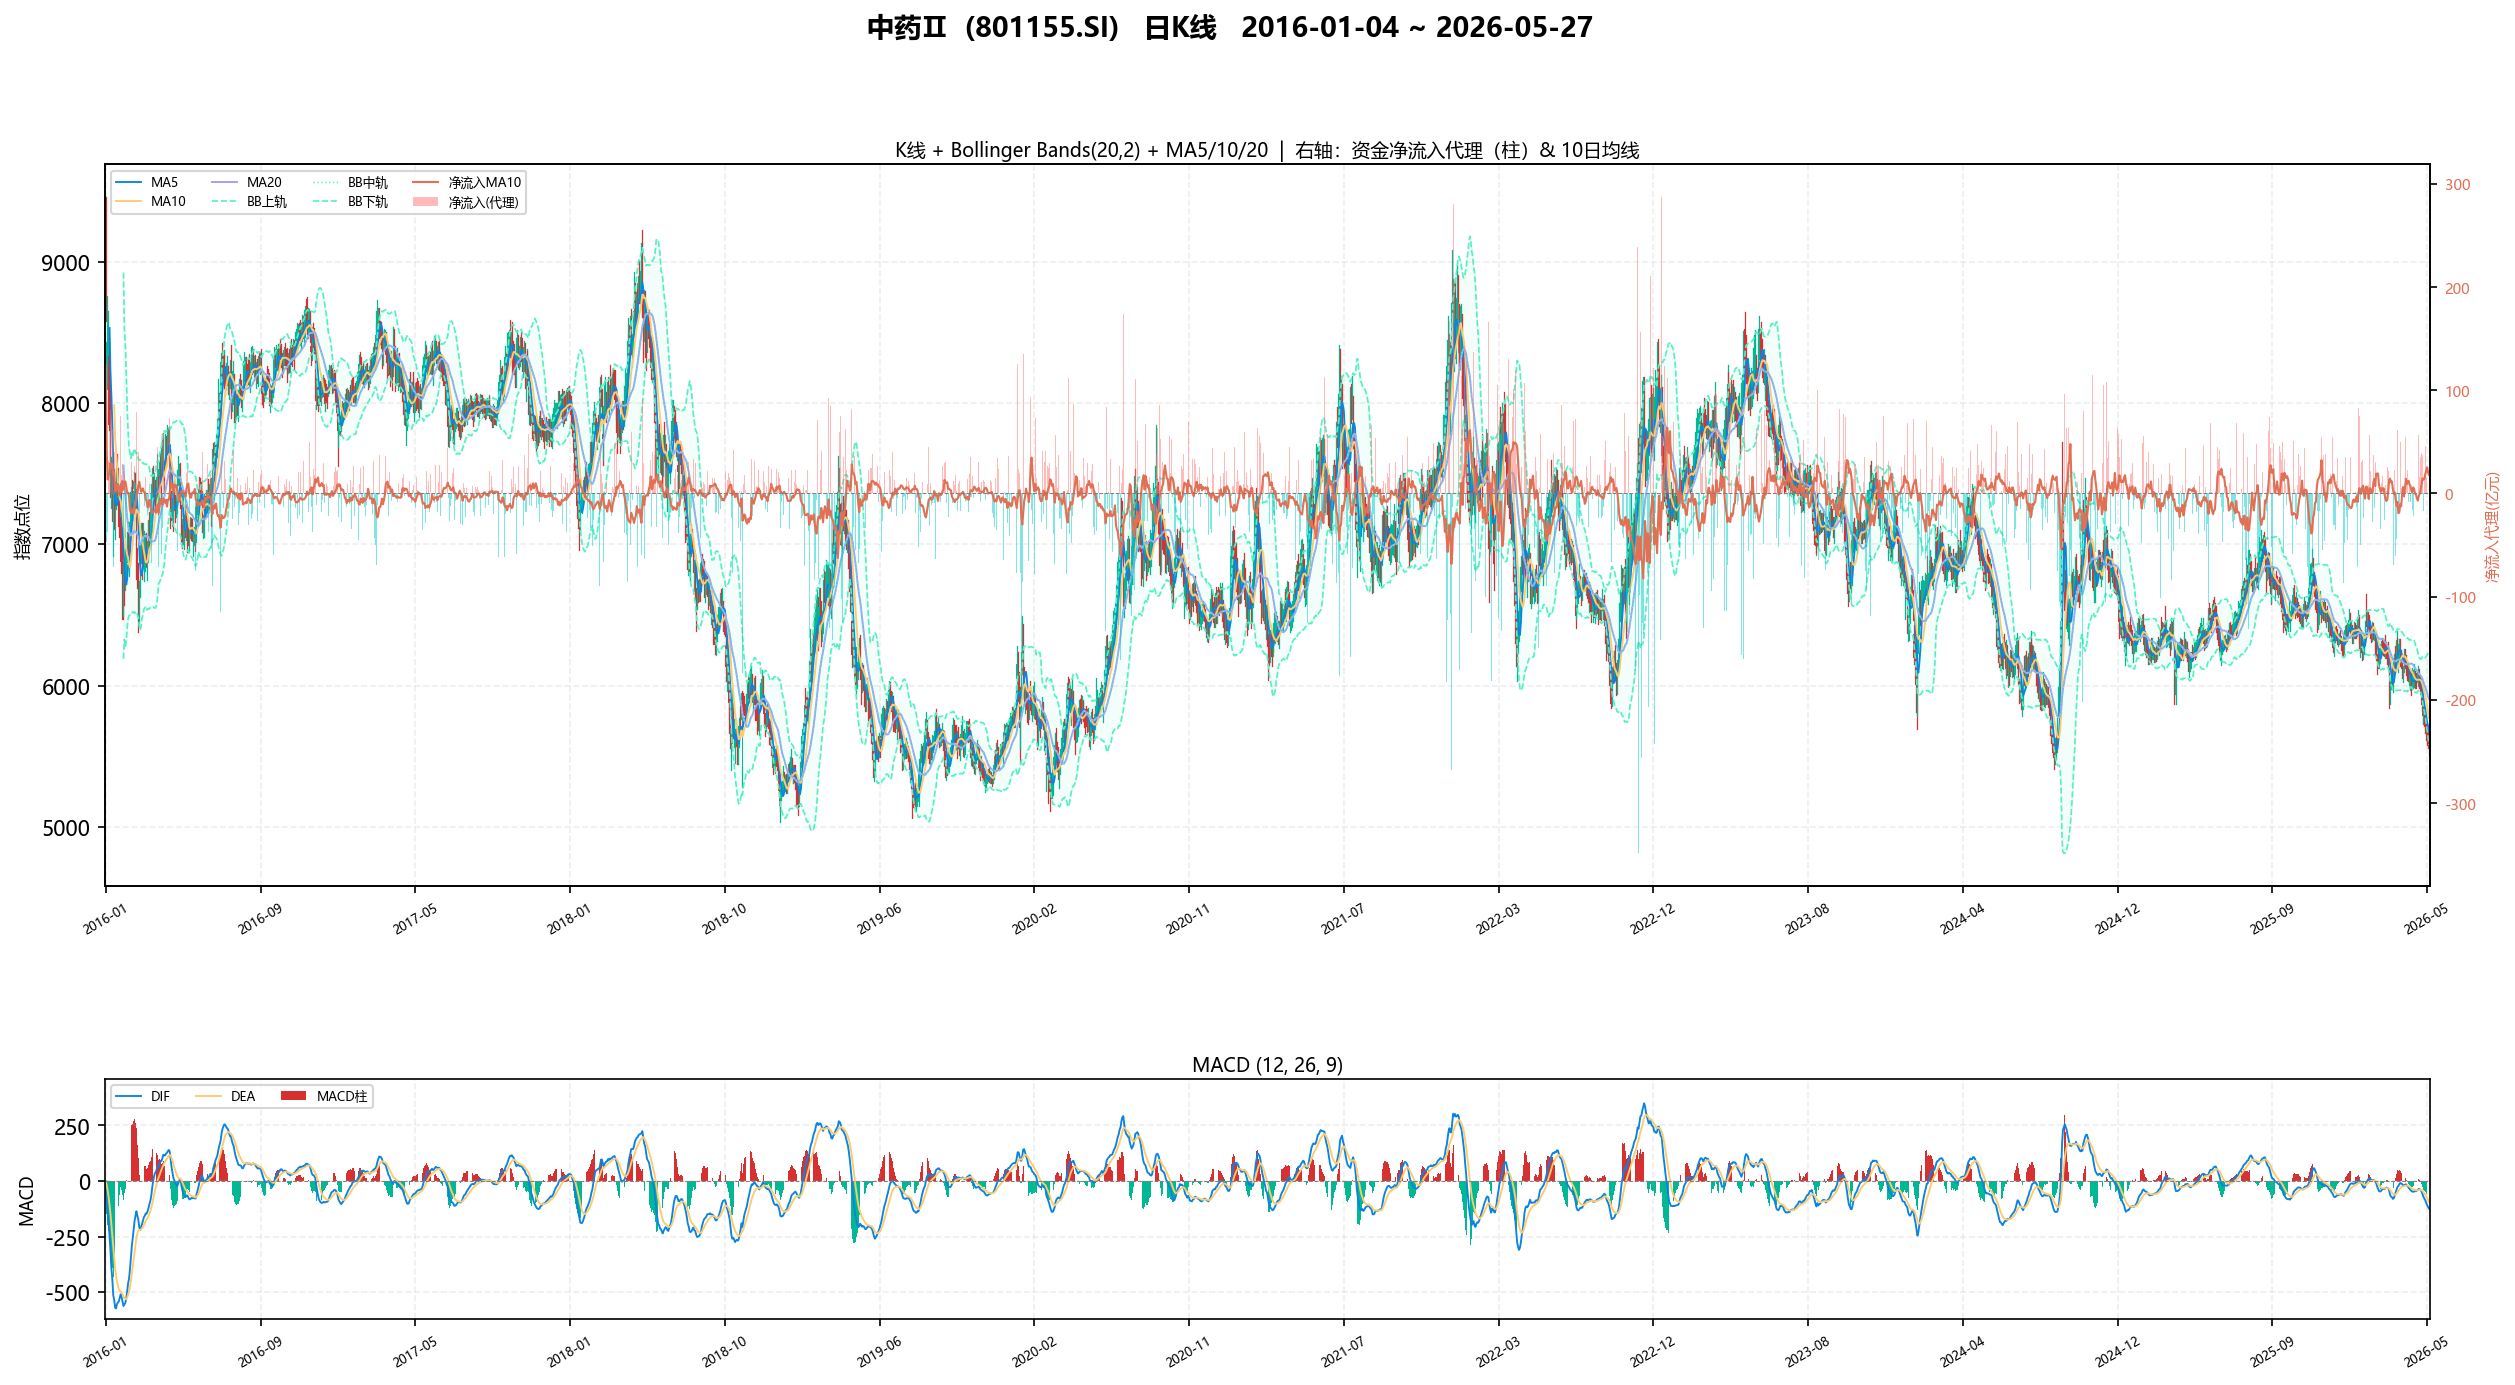 中药Ⅱ (801155.SI) 日K线 2016-01-04 ~ 2026-05-27
K线 + Bollinger Bands(20,2) + MA5/10/20 | 右轴：资金净流入代理（柱）& 10日均线
MA5 MA20 BB中轨 净流入MA10
MA10 BB上轨 BB下轨 净流入(代理)
指数点位
9000
8000
7000
6000
5000
300
200
100
0
-100
-200
-300
净流入代理(亿元)
2016-01 2016-09 2017-05 2018-01 2018-10 2019-06 2020-02 2020-11 2021-07 2022-03 2022-12 2023-08 2024-04 2024-12 2025-09 2026-05
MACD (12, 26, 9)
DIF DEA MACD柱
MACD
250
0
-250
-500
2016-01 2016-09 2017-05 2018-01 2018-10 2019-06 2020-02 2020-11 2021-07 2022-03 2022-12 2023-08 2024-04 2024-12 2025-09 2026-05